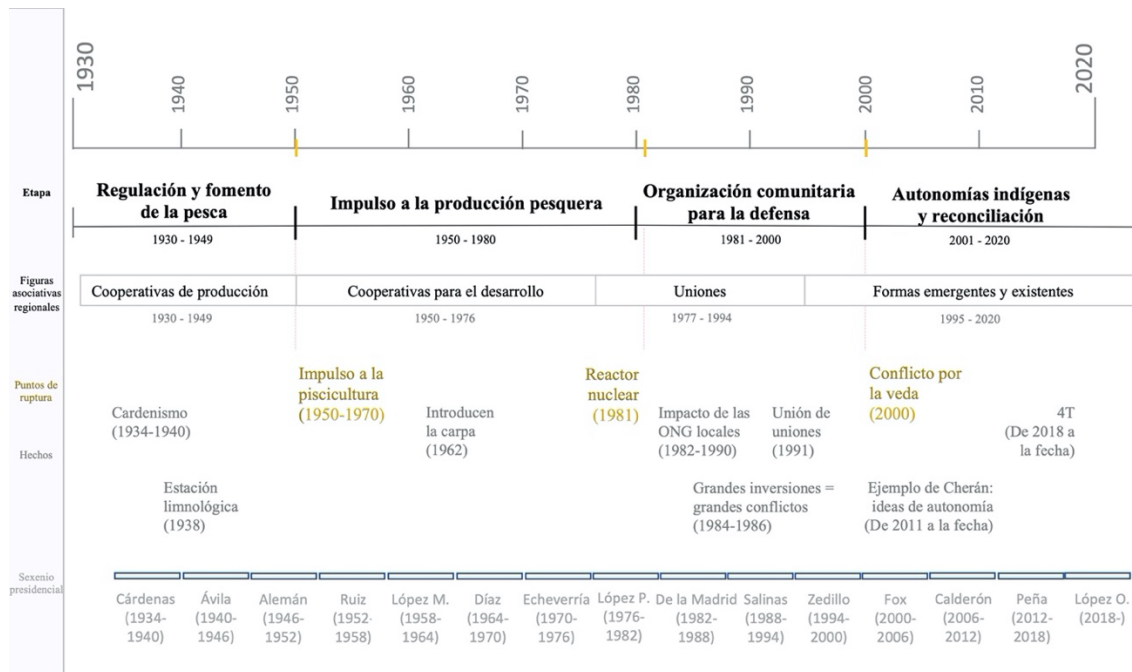 1930
1940
1950
1960
1970
1980
1990
2000
2010
2020
Etapa
Regulación y fomento
de la pesca
1930 - 1949
Impulso a la producción pesquera
1950 - 1980
Organización comunitaria
para la defensa
1981 - 2000
Autonomías indígenas
y reconciliación
2001 - 2020
Figuras
asociativas
regionales
Cooperativas de producción
1930 - 1949
Cooperativas para el desarrollo
1950 - 1976
Uniones
1977 - 1994
Formas emergentes y existentes
1995 - 2020
Puntos de
ruptura
Impulso a la
piscicultura
(1950-1970)
Reactor
nuclear
(1981)
Conflicto por
la veda
(2000)
Hechos
Cardenismo
(1934-1940)
Introducen
la carpa
(1962)
Impacto de las
ONG locales
(1982-1990)
Unión de
uniones
(1991)
4T
(De 2018 a
la fecha)
Estación
limnológica
(1938)
Grandes inversiones =
grandes conflictos
(1984-1986)
Ejemplo de Cherán:
ideas de autonomía
(De 2011 a la fecha)
Sexenio
presidencial
Cárdenas
(1934-
1940)
Ávila
(1940-
1946)
Alemán
(1946-
1952)
Ruiz
(1952-
1958)
López M.
(1958-
1964)
Díaz
(1964-
1970)
Echeverría
(1970-
1976)
López P.
(1976-
1982)
De la Madrid
(1982-
1988)
Salinas
(1988-
1994)
Zedillo
(1994-
2000)
Fox
(2000-
2006)
Calderón
(2006-
2012)
Peña
(2012-
2018)
López O.
(2018-)